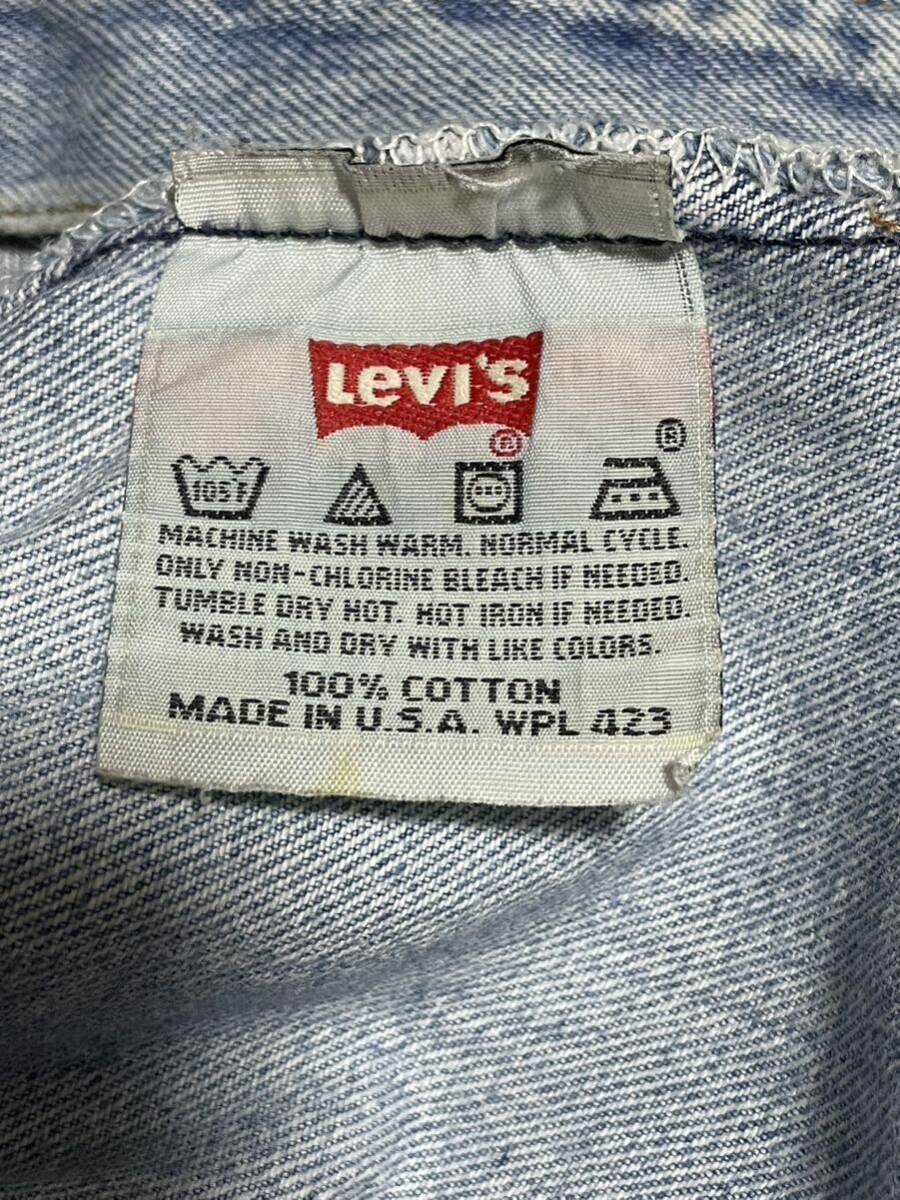 Levi's
®
®
105°F
MACHINE WASH WARM. NORMAL CYCLE.
ONLY NON-CHLORINE BLEACH IF NEEDED.
TUMBLE DRY HOT. HOT IRON IF NEEDED.
WASH AND DRY WITH LIKE COLORS.
100% COTTON
MADE IN U.S.A. WPL 423